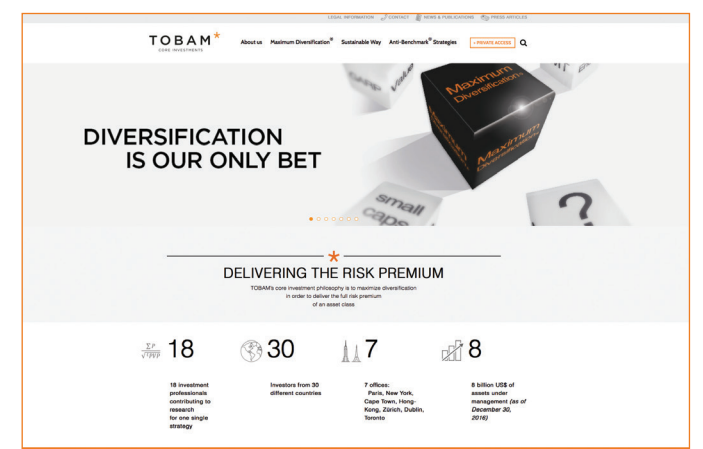 LEGAL INFORMATION CONTACT NEWS & PUBLICATIONS PRESS ARTICLES
TOBAM*
CORE INVESTMENTS
About us Maximum Diversification® Sustainable Way Anti-Benchmark® Strategies › PRIVATE ACCESS
Value
Maximum
Diversification
Maximum
Diversification
DIVERSIFICATION
IS OUR ONLY BET
small
caps
?
DELIVERING THE RISK PREMIUM
TOBAM's core investment philosophy is to maximize diversification
in order to deliver the full risk premium
of an asset class
18 30 7 8
18 investment
professionals
contributing to
research
for one single
strategy
Investors from 30
different countries
7 offices:
Paris, New York,
Cape Town, Hong-
Kong, Zürich, Dublin,
Toronto
8 billion US$ of
assets under
management (as of
December 30,
2016)